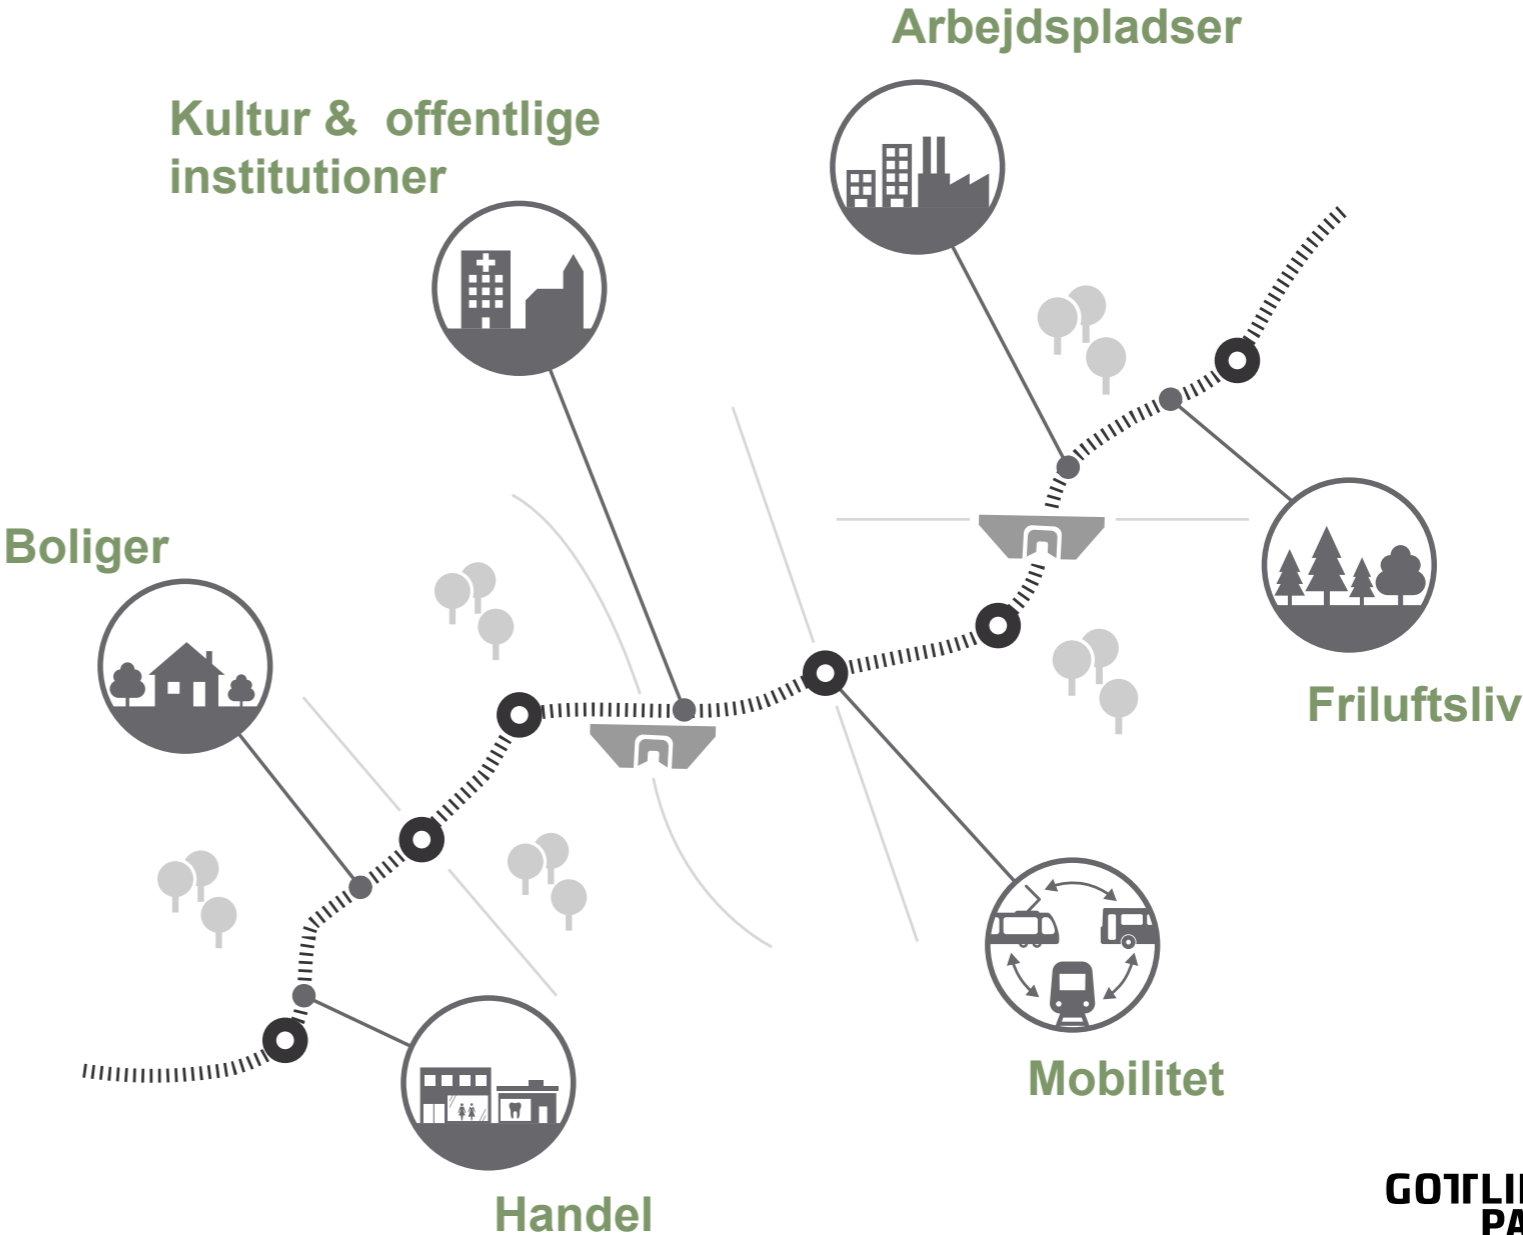 Arbejdspladser
Kultur & offentlige
institutioner
Boliger
Friluftsliv
Mobilitet
Handel